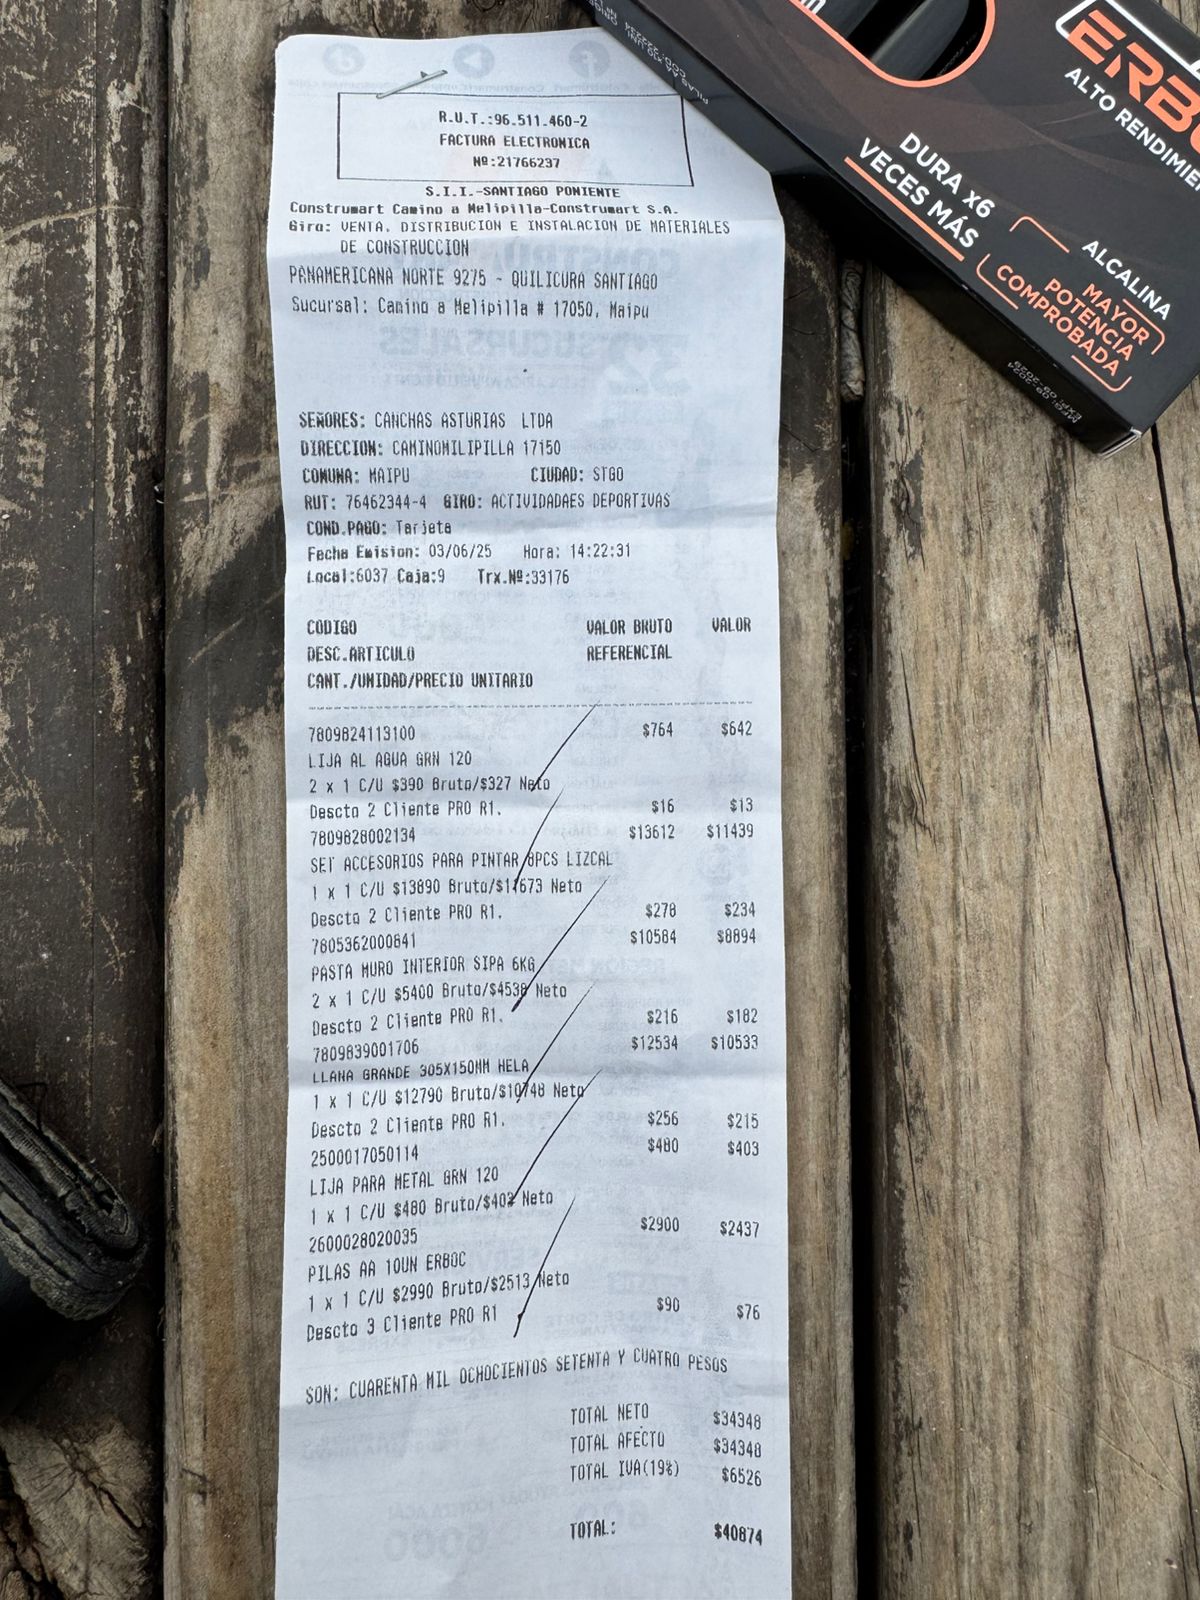 R.U.T.:96.511.460-2
FACTURA ELECTRONICA
Nº:21766237
S.I.I.-SANTIAGO PONIENTE
Construmart Camino a Melipilla-Construmart S.A.
Giro: VENTA, DISTRIBUCION E INSTALACION DE MATERIALES
DE CONSTRUCCION
PANAMERICANA NORTE 9275 - QUILICURA SANTIAGO
Sucursal: Camino a Melipilla # 17050, Maipu
SEÑORES: CANCHAS ASTURIAS LTDA
DIRECCION: CAMINOMILIPILLA 17150
COMUNA: MAIPU CIUDAD: STGO
RUT: 76462344-4 GIRO: ACTIVIDADAES DEPORTIVAS
COND.PAGO: Tarjeta
Fecha Emision: 03/06/25 Hora: 14:22:31
Local:6037 Caja:9 Trx.Nº:33176
CODIGO VALOR BRUTO VALOR
DESC.ARTICULO REFERENCIAL
CANT./UNIDAD/PRECIO UNITARIO
7809824113100 $764 $642
LIJA AL AGUA GRN 120
2 x 1 C/U $390 Bruto/$327 Neto
Descto 2 Cliente PRO R1. $16 $13
7809828002134 $13612 $11439
SET ACCESORIOS PARA PINTAR 8PCS LIZCAL
1 x 1 C/U $13890 Bruto/$11673 Neto
Descto 2 Cliente PRO R1. $278 $234
7805362000841 $10584 $8894
PASTA MURO INTERIOR SIPA 6KG
2 x 1 C/U $5400 Bruto/$4538 Neto
Descto 2 Cliente PRO R1. $216 $182
7809839001706 $12534 $10533
LLANA GRANDE 305X150MM HELA
1 x 1 C/U $12790 Bruto/$10748 Neto
Descto 2 Cliente PRO R1. $256 $215
2500017050114 $480 $403
LIJA PARA METAL GRN 120
1 x 1 C/U $480 Bruto/$403 Neto
2600028020035 $2900 $2437
PILAS AA 10UN ERBOC
1 x 1 C/U $2990 Bruto/$2513 Neto
Descto 3 Cliente PRO R1 $90 $76
SON: CUARENTA MIL OCHOCIENTOS SETENTA Y CUATRO PESOS
TOTAL NETO $34348
TOTAL AFECTO $34348
TOTAL IVA(19%) $6526
TOTAL: $40874
ERBO
ALTO RENDIMIE
DURA x6
VECES MÁS
ALCALINA
MAYOR
POTENCIA
COMPROBADA
MFG: 09-2024
EXP: 09-2029